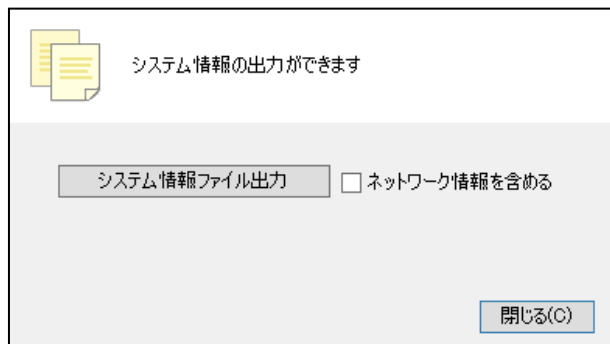 システム情報の出力ができます
システム情報ファイル出力
ネットワーク情報を含める
閉じる(C)